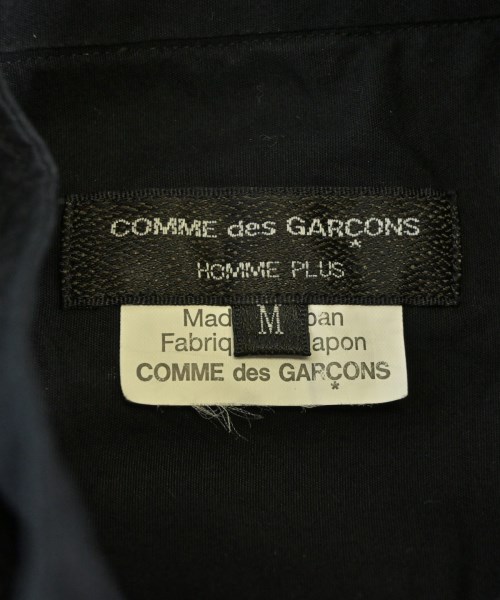 COMME des GARÇONS
*
HOMME PLUS
M
Mad pan
Fabriq apon
COMME des GARÇONS
*